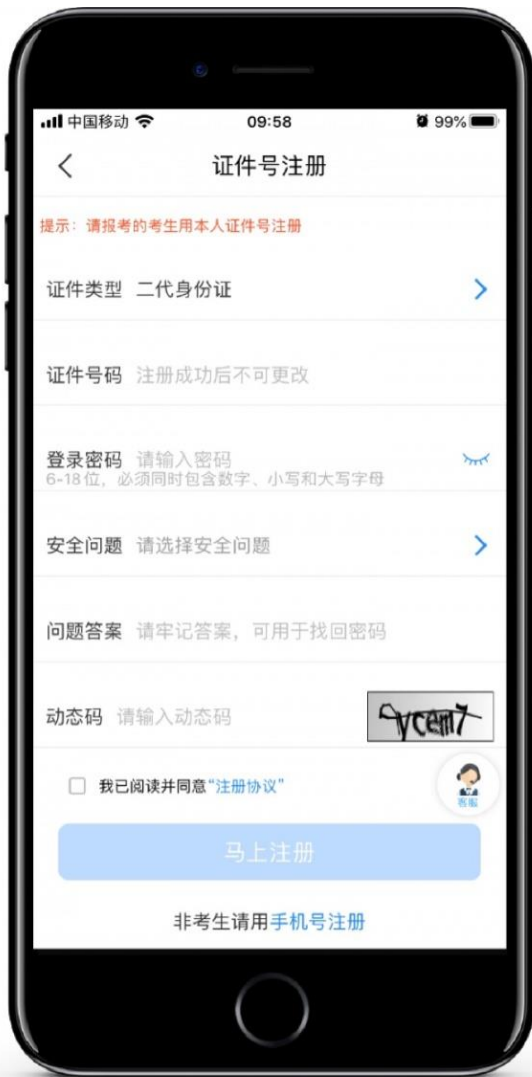 中国移动 09:58 99%
证件号注册
提示：请报考的考生用本人证件号注册
证件类型 二代身份证
证件号码 注册成功后不可更改
登录密码 请输入密码
6-18位，必须同时包含数字、小写和大写字母
安全问题 请选择安全问题
问题答案 请牢记答案，可用于找回密码
动态码 请输入动态码
我已阅读并同意“注册协议”
客服
马上注册
非考生请用手机号注册